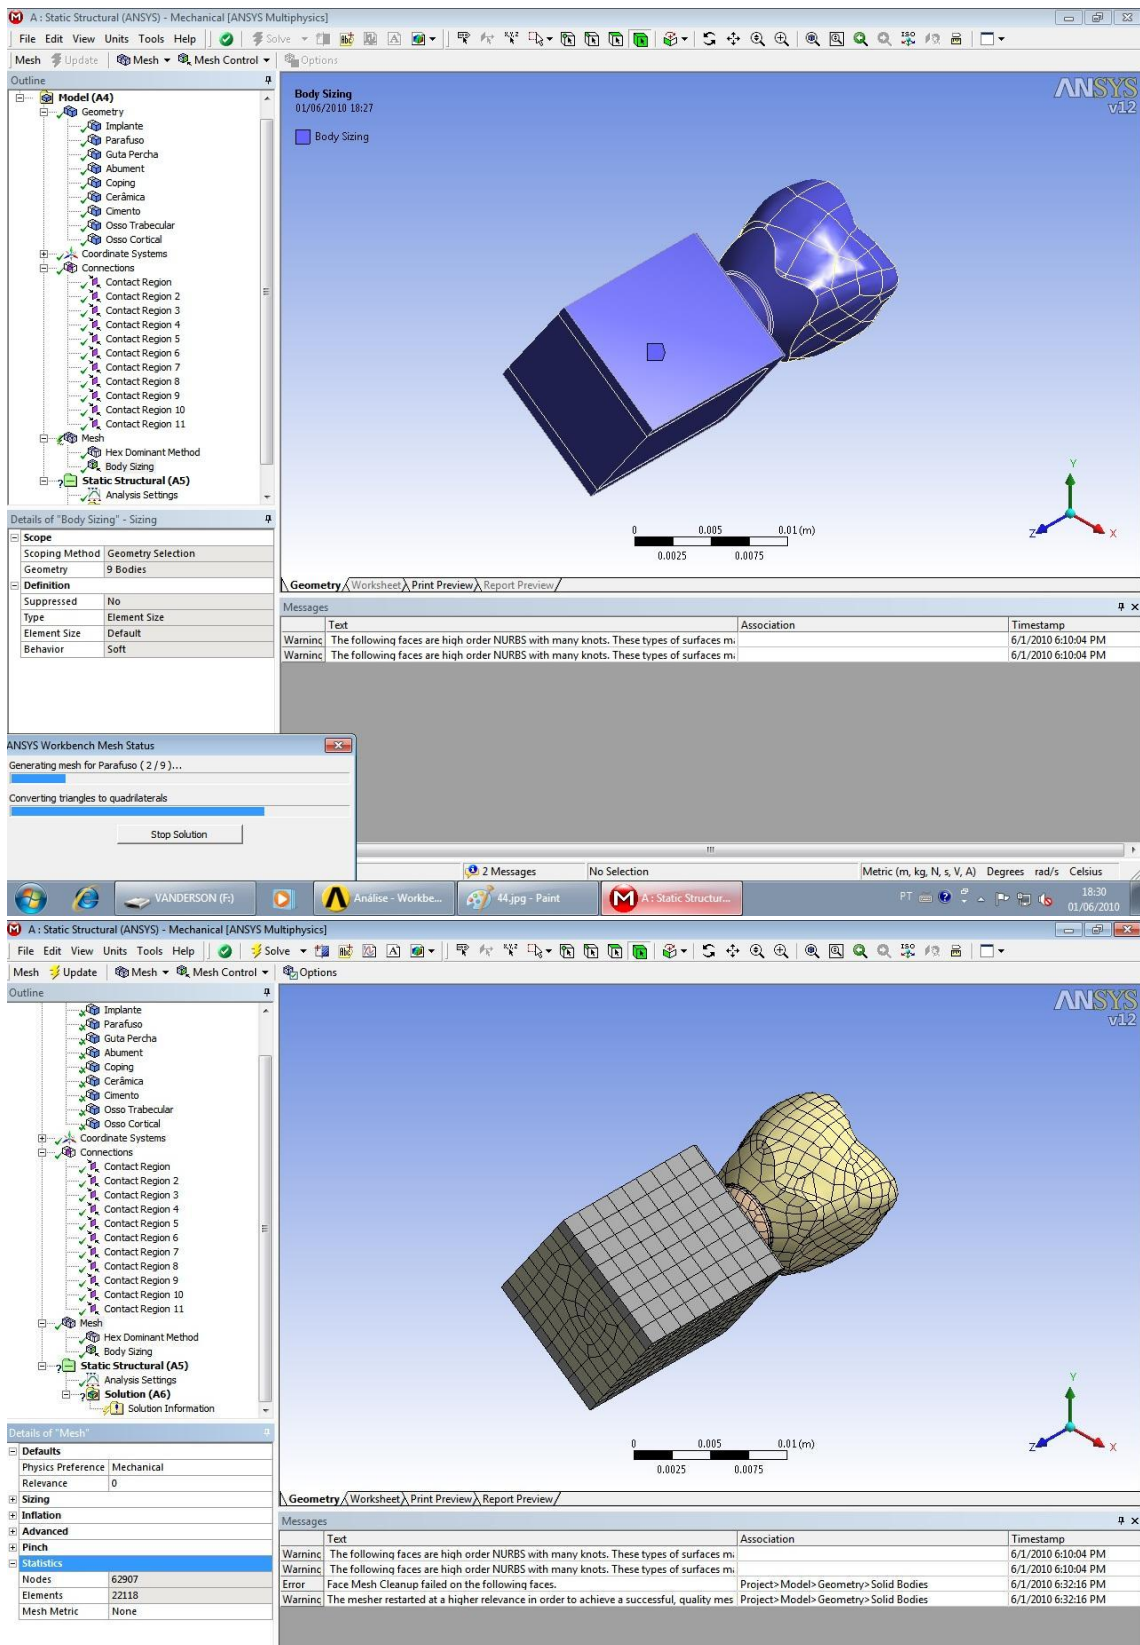 A : Static Structural (ANSYS) - Mechanical [ANSYS Multiphysics]
File Edit View Units Tools Help Solve
Mesh Update Mesh Mesh Control Options
Outline
Model (A4)
Geometry
Implante
Parafuso
Guta Percha
Abument
Coping
Cerâmica
Cimento
Osso Trabecular
Osso Cortical
Coordinate Systems
Connections
Contact Region
Contact Region 2
Contact Region 3
Contact Region 4
Contact Region 5
Contact Region 6
Contact Region 7
Contact Region 8
Contact Region 9
Contact Region 10
Contact Region 11
Mesh
Hex Dominant Method
Body Sizing
Static Structural (A5)
Analysis Settings
Details of "Body Sizing" - Sizing
Scope
Scoping Method Geometry Selection
Geometry 9 Bodies
Definition
Suppressed No
Type Element Size
Element Size Default
Behavior Soft
Body Sizing
01/06/2010 18:27
Body Sizing
ANSYS
v12
Y
Z
X
0 0.005 0.01 (m)
0.0025 0.0075
Geometry Worksheet Print Preview Report Preview
Messages
Text Association Timestamp
Warning The following faces are high order NURBS with many knots. These types of surfaces m 6/1/2010 6:10:04 PM
Warning The following faces are high order NURBS with many knots. These types of surfaces m 6/1/2010 6:10:04 PM
ANSYS Workbench Mesh Status
Generating mesh for Parafuso ( 2 / 9 )...
Converting triangles to quadrilaterals
Stop Solution
2 Messages No Selection Metric (m, kg, N, s, V, A) Degrees rad/s Celsius
VANDERSON (F:) Análise - Workbe... 44.jpg - Paint A : Static Structur... PT 18:30
01/06/2010
A : Static Structural (ANSYS) - Mechanical [ANSYS Multiphysics]
File Edit View Units Tools Help Solve
Mesh Update Mesh Mesh Control Options
Outline
Implante
Parafuso
Guta Percha
Abument
Coping
Cerâmica
Cimento
Osso Trabecular
Osso Cortical
Coordinate Systems
Connections
Contact Region
Contact Region 2
Contact Region 3
Contact Region 4
Contact Region 5
Contact Region 6
Contact Region 7
Contact Region 8
Contact Region 9
Contact Region 10
Contact Region 11
Mesh
Hex Dominant Method
Body Sizing
Static Structural (A5)
Analysis Settings
Solution (A6)
Solution Information
Details of "Mesh"
Defaults
Physics Preference Mechanical
Relevance 0
Sizing
Inflation
Advanced
Pinch
Statistics
Nodes 62907
Elements 22118
Mesh Metric None
ANSYS
v12
Y
Z
X
0 0.005 0.01 (m)
0.0025 0.0075
Geometry Worksheet Print Preview Report Preview
Messages
Text Association Timestamp
Warning The following faces are high order NURBS with many knots. These types of surfaces m 6/1/2010 6:10:04 PM
Warning The following faces are high order NURBS with many knots. These types of surfaces m 6/1/2010 6:10:04 PM
Error Face Mesh Cleanup failed on the following faces. Project>Model>Geometry>Solid Bodies 6/1/2010 6:32:16 PM
Warning The mesher restarted at a higher relevance in order to achieve a successful, quality mes Project>Model>Geometry>Solid Bodies 6/1/2010 6:32:16 PM